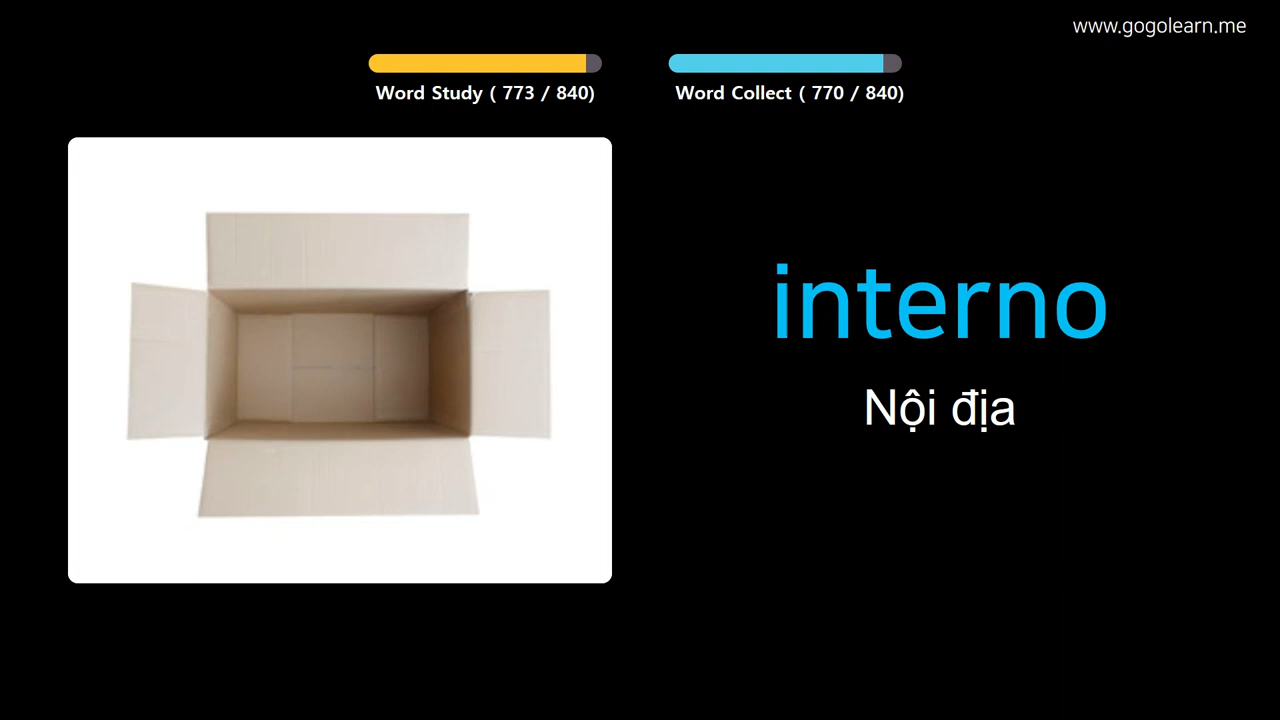 www.gogolearn.me
Word Study ( 773 / 840)
Word Collect ( 770 / 840)
interno
Nội địa